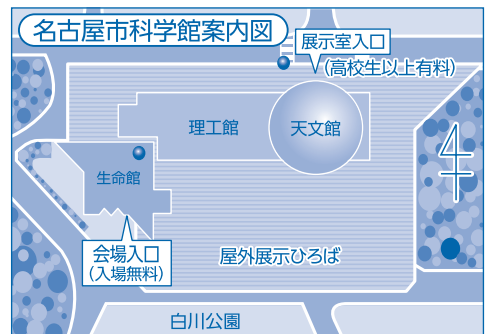 名古屋市科学館案内図
展示室入口
(高校生以上有料)
理工館
天文館
生命館
会場入口
(入場無料)
屋外展示ひろば
白川公園